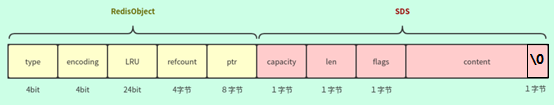 RedisObject SDS
type encoding LRU refcount ptr capacity len flags content \0
4bit 4bit 24bit 4字节 8字节 1字节 1字节 1字节 1字节